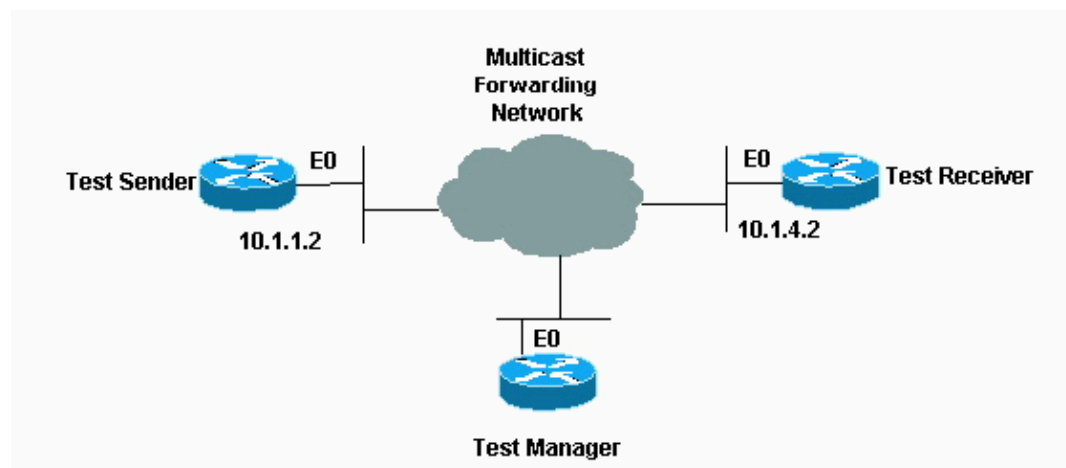 Multicast
Forwarding
Network
E0
Test Sender
10.1.1.2
E0
Test Receiver
10.1.4.2
E0
Test Manager